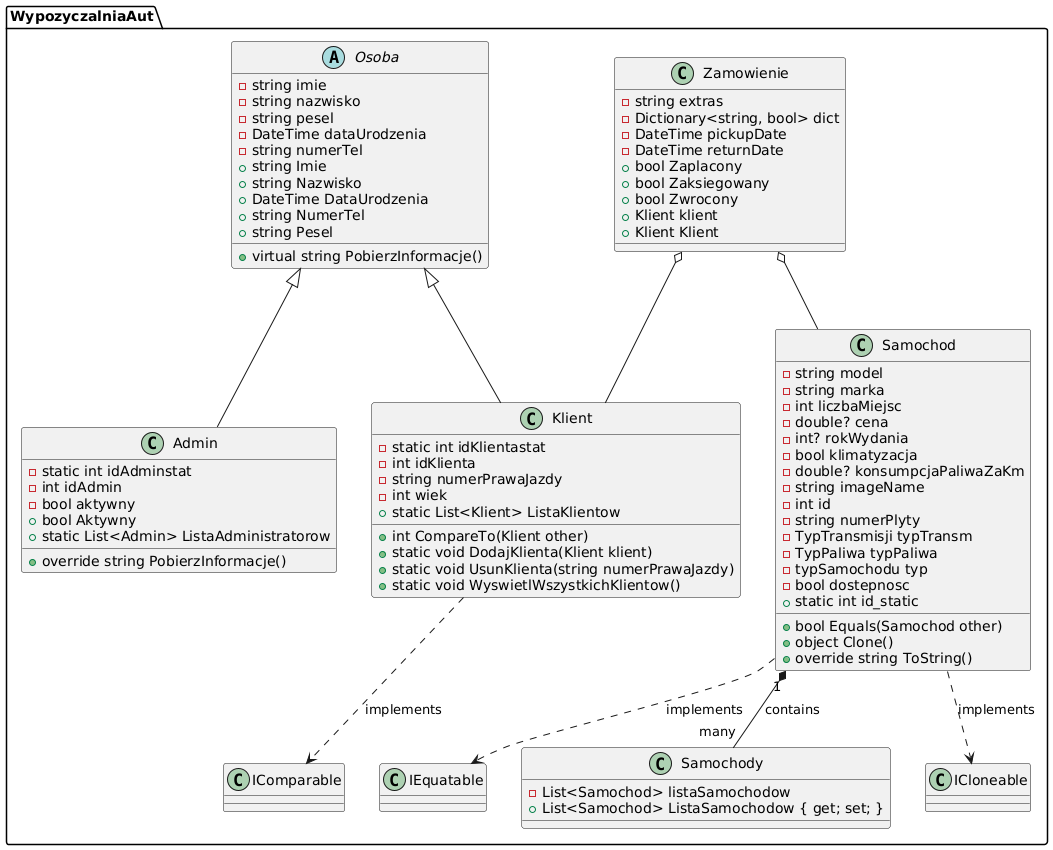 WypozyczalniaAut
A Osoba
string imie
string nazwisko
string pesel
DateTime dataUrodzenia
string numerTel
string Imie
string Nazwisko
DateTime DataUrodzenia
string NumerTel
string Pesel
virtual string PobierzInformacje()
C Zamowienie
string extras
Dictionary<string, bool> dict
DateTime pickupDate
DateTime returnDate
bool Zaplacony
bool Zaksiegowany
bool Zwrocony
Klient klient
Klient Klient
C Admin
static int idAdminstat
int idAdmin
bool aktywny
bool Aktywny
static List<Admin> ListaAdministratorow
override string PobierzInformacje()
C Klient
static int idKlientastat
int idKlienta
string numerPrawaJazdy
int wiek
static List<Klient> ListaKlientow
int CompareTo(Klient other)
static void DodajKlienta(Klient klient)
static void UsunKlienta(string numerPrawaJazdy)
static void WyswietlWszystkichKlientow()
C Samochod
string model
string marka
int liczbaMiejsc
double? cena
int? rokWydania
bool klimatyzacja
double? konsumpcjaPaliwaZaKm
string imageName
int id
string numerPlyty
TypTransmisji typTransm
TypPaliwa typPaliwa
typSamochodu typ
bool dostepnosc
static int id_static
bool Equals(Samochod other)
object Clone()
override string ToString()
implements
implements
1
contains
many
implements
C IComparable
C IEquatable
C Samochody
List<Samochod> listaSamochodow
List<Samochod> ListaSamochodow { get; set; }
C ICloneable